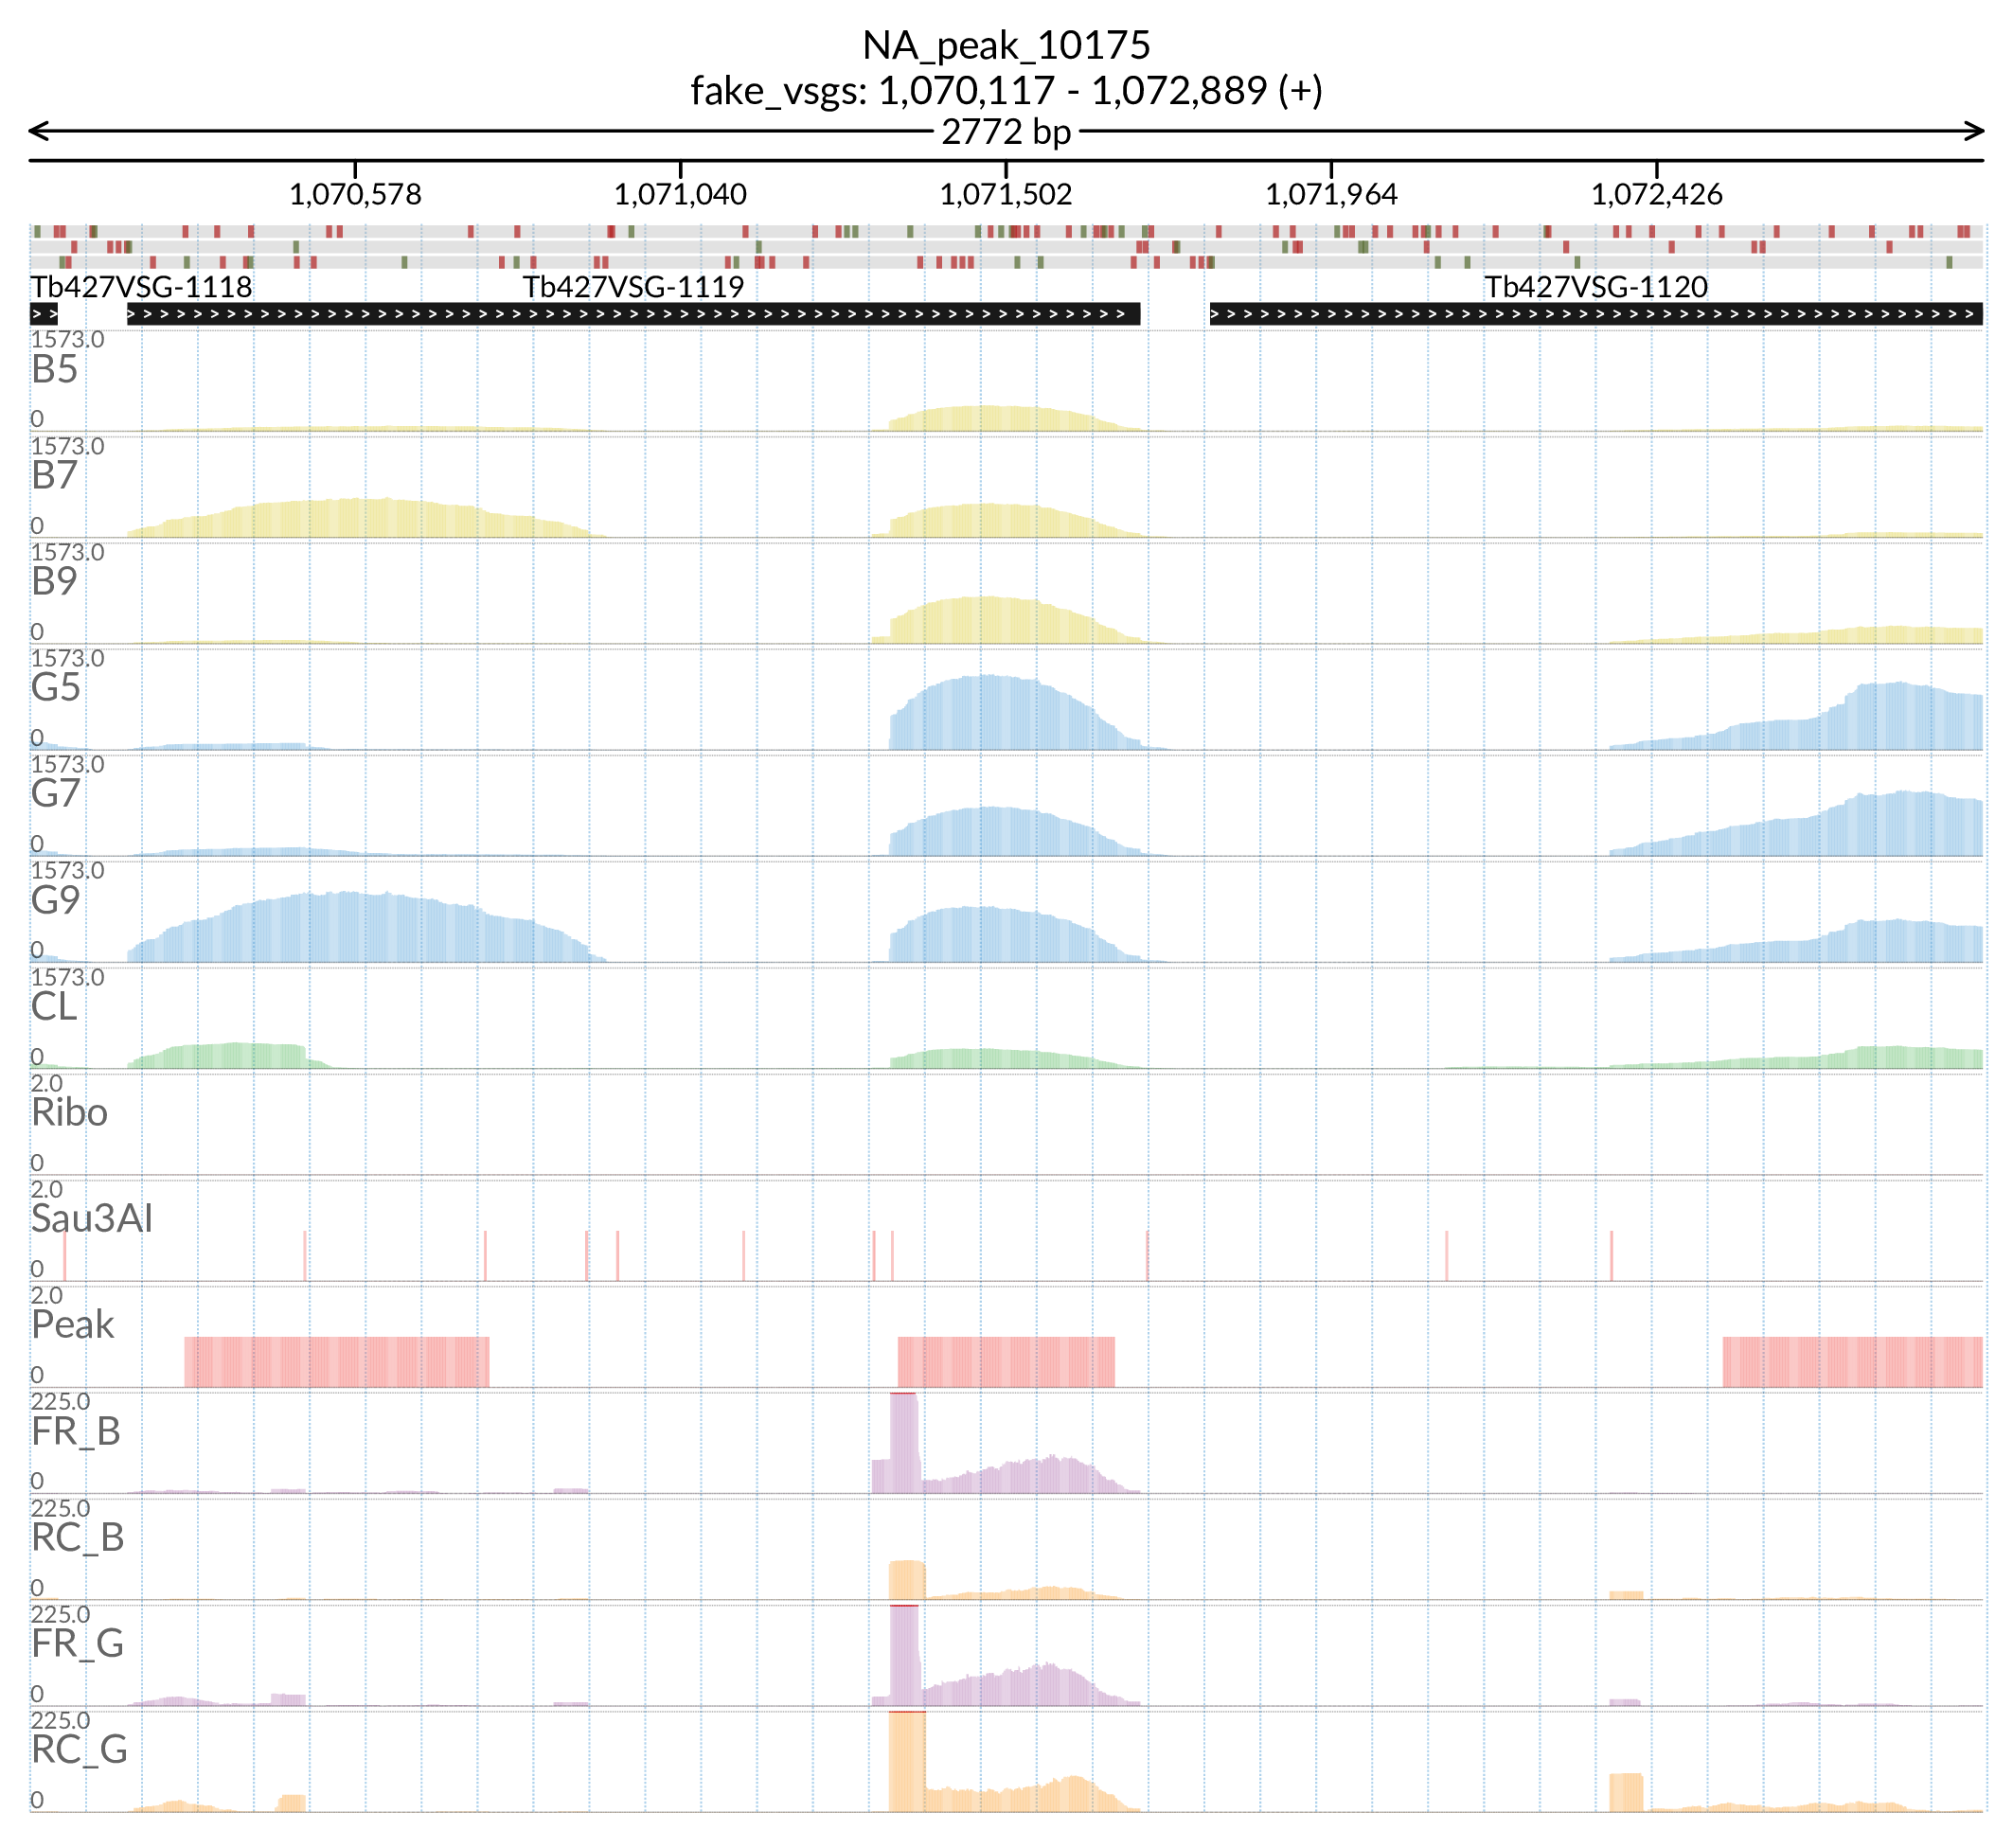 NA_peak_10175
fake_vsgs: 1,070,117 - 1,072,889 (+)
2772 bp
1,070,578 1,071,040 1,071,502 1,071,964 1,072,426
Tb427VSG-1118 Tb427VSG-1119 Tb427VSG-1120
1573.0
B5
0
1573.0
B7
0
1573.0
B9
0
1573.0
G5
0
1573.0
G7
0
1573.0
G9
0
1573.0
CL
0
2.0
Ribo
0
2.0
Sau3AI
0
2.0
Peak
0
225.0
FR_B
0
225.0
RC_B
0
225.0
FR_G
0
225.0
RC_G
0